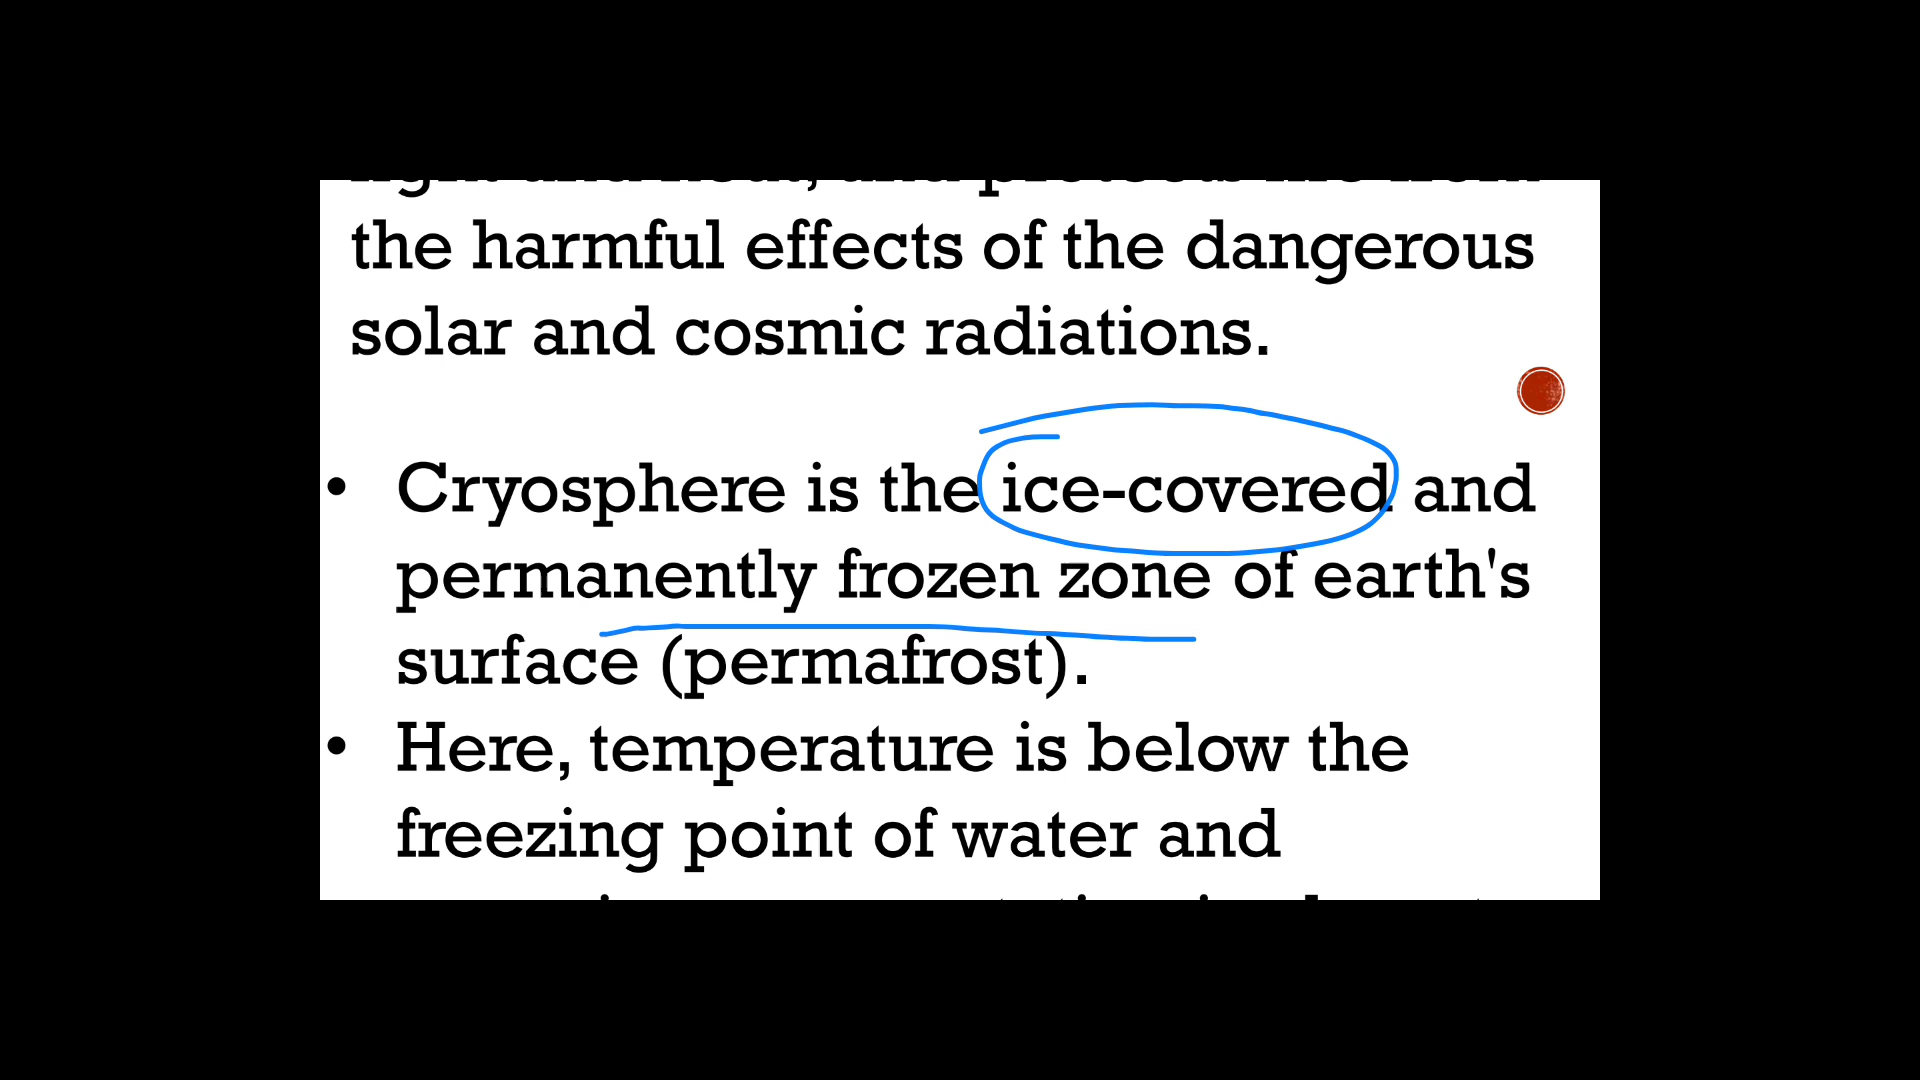 the harmful effects of the dangerous
solar and cosmic radiations.
• Cryosphere is the ice-covered and
permanently frozen zone of earth's
surface (permafrost).
• Here, temperature is below the
freezing point of water and